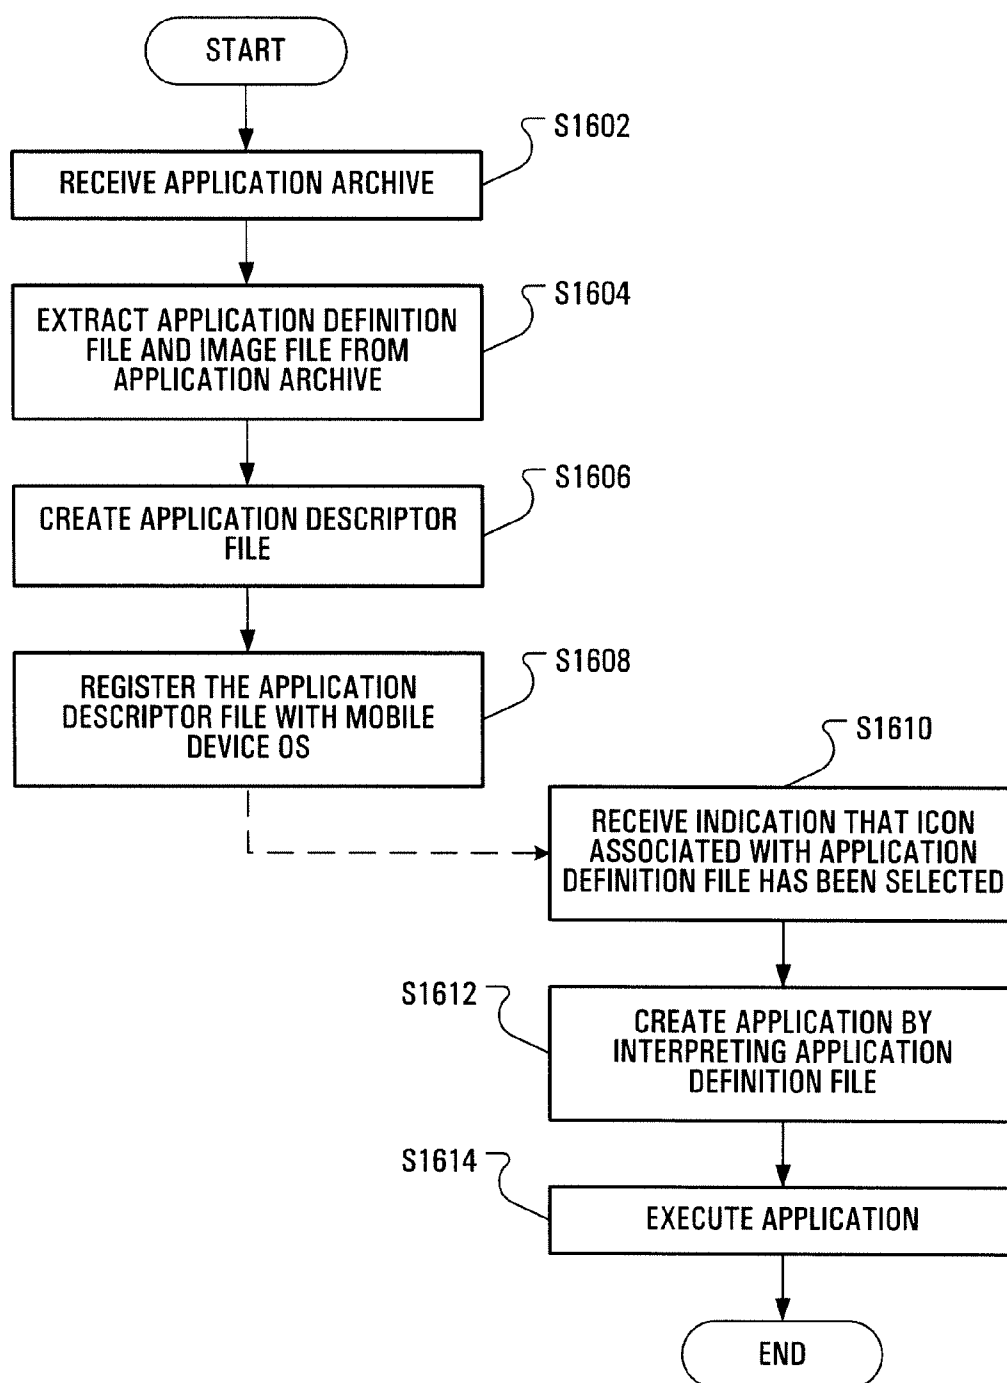 START
S1602
RECEIVE APPLICATION ARCHIVE
S1604
EXTRACT APPLICATION DEFINITION
FILE AND IMAGE FILE FROM
APPLICATION ARCHIVE
S1606
CREATE APPLICATION DESCRIPTOR
FILE
S1608
REGISTER THE APPLICATION
DESCRIPTOR FILE WITH MOBILE
DEVICE OS
S1610
RECEIVE INDICATION THAT ICON
ASSOCIATED WITH APPLICATION
DEFINITION FILE HAS BEEN SELECTED
S1612
CREATE APPLICATION BY
INTERPRETING APPLICATION
DEFINITION FILE
S1614
EXECUTE APPLICATION
END